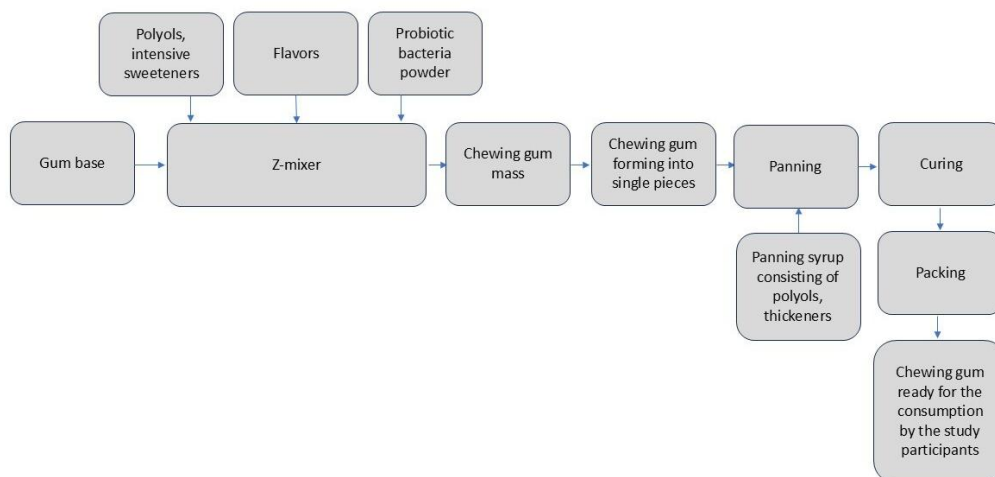 Polyols,
intensive
sweeteners
Flavors
Probiotic
bacteria
powder
Gum base
Z-mixer
Chewing gum
mass
Chewing gum
forming into
single pieces
Panning
Curing
Panning syrup
consisting of
polyols,
thickeners
Packing
Chewing gum
ready for the
consumption
by the study
participants